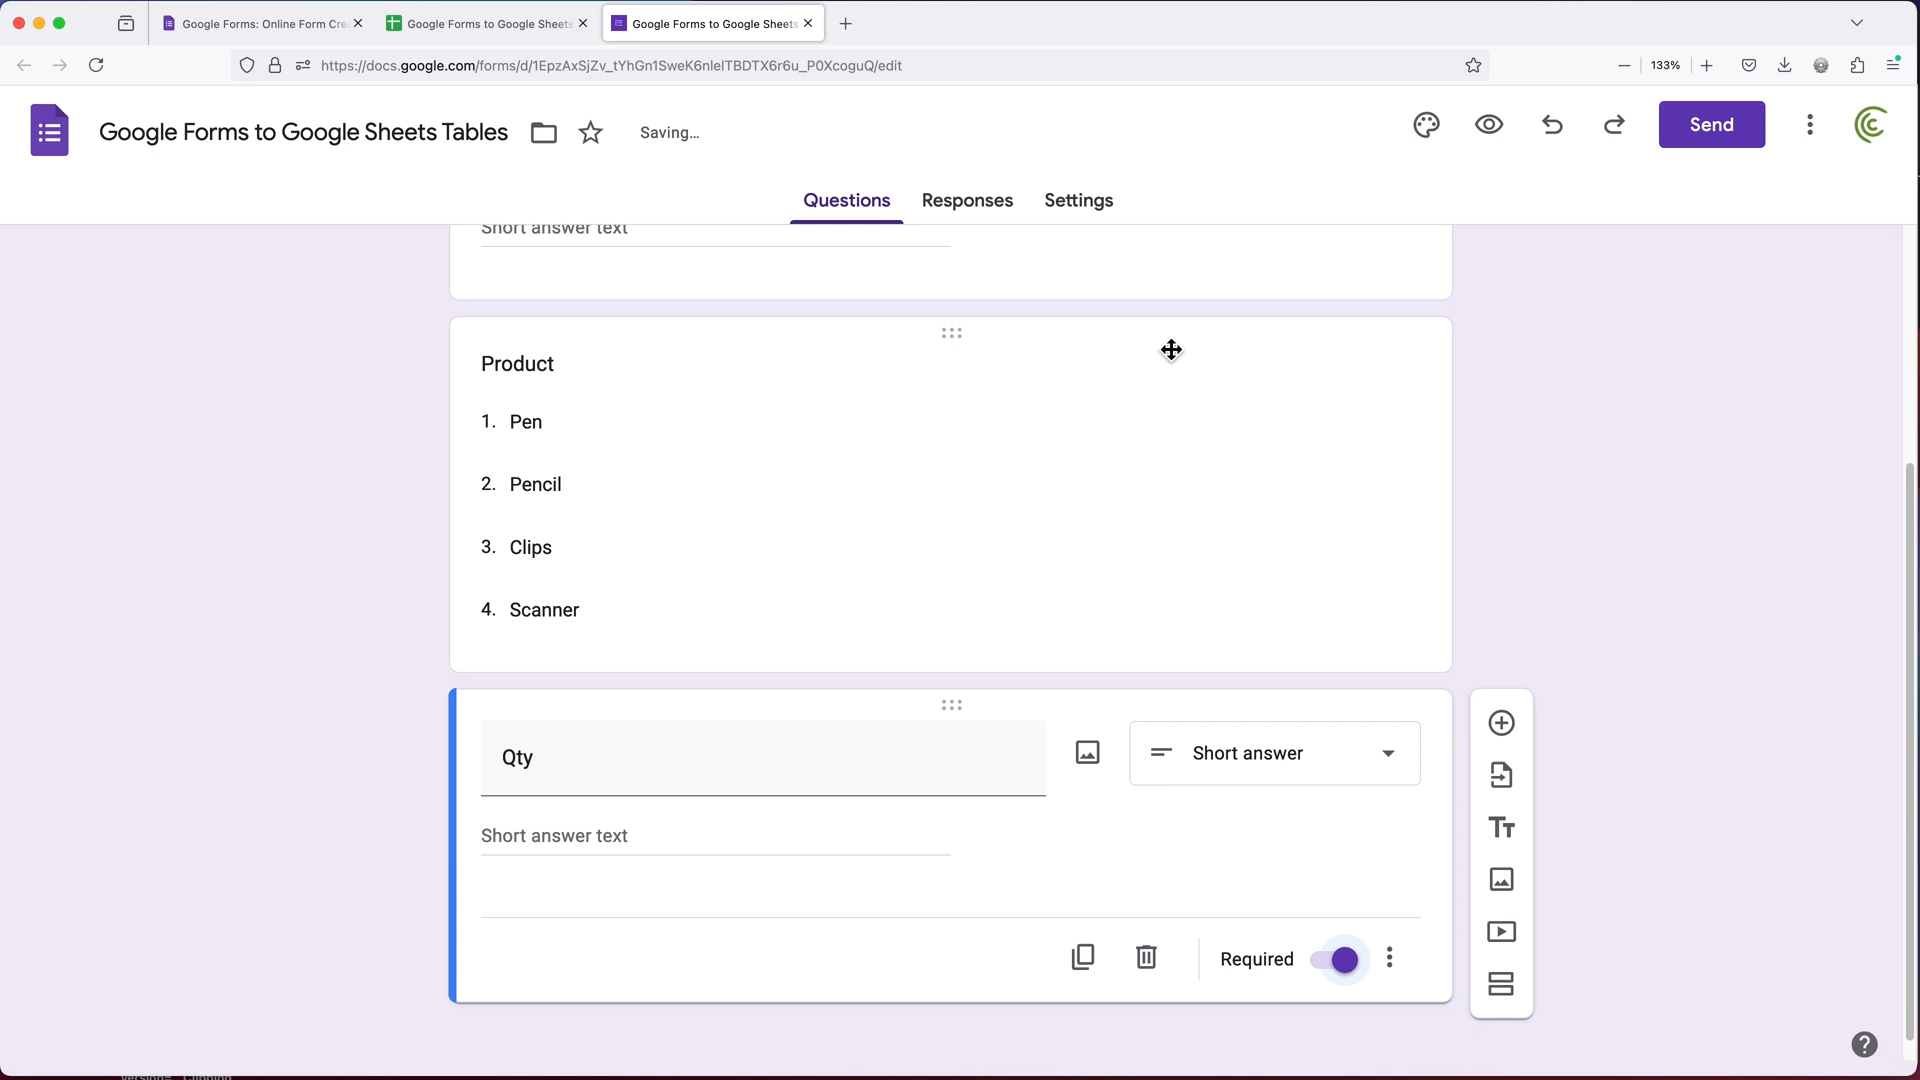 Google Forms: Online Form Cre
Google Forms to Google Sheets
Google Forms to Google Sheets
https://docs.google.com/forms/d/1EpzAxSjZv_tYhGn1SweK6nleITBDTX6r6u_P0XcoguQ/edit
133%
Google Forms to Google Sheets Tables
Saving...
Send
Questions
Responses
Settings
Short answer text
Product
1. Pen
2. Pencil
3. Clips
4. Scanner
Qty
Short answer
Short answer text
Required